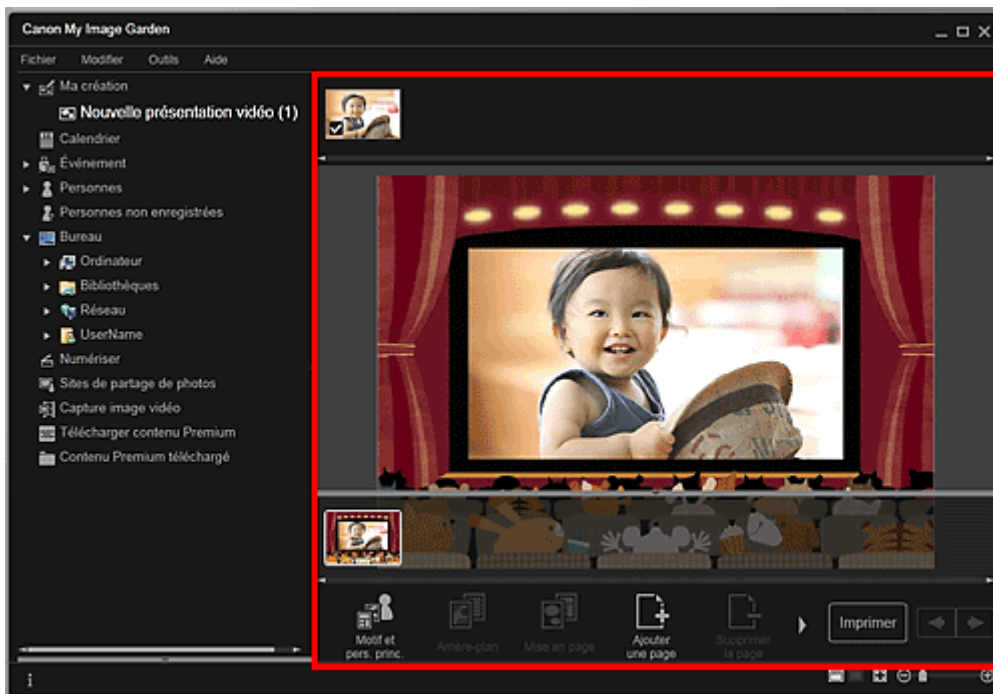 Canon My Image Garden
Fichier Modifier Outils Aide
Ma création
Nouvelle présentation vidéo (1)
Calendrier
Événement
Personnes
Personnes non enregistrées
Bureau
Ordinateur
Bibliothèques
Réseau
UserName
Numériser
Sites de partage de photos
Capture image vidéo
Télécharger contenu Premium
Contenu Premium téléchargé
Motif et pers. princ.
Arrière-plan
Mise en page
Ajouter une page
Supprimer la page
Imprimer